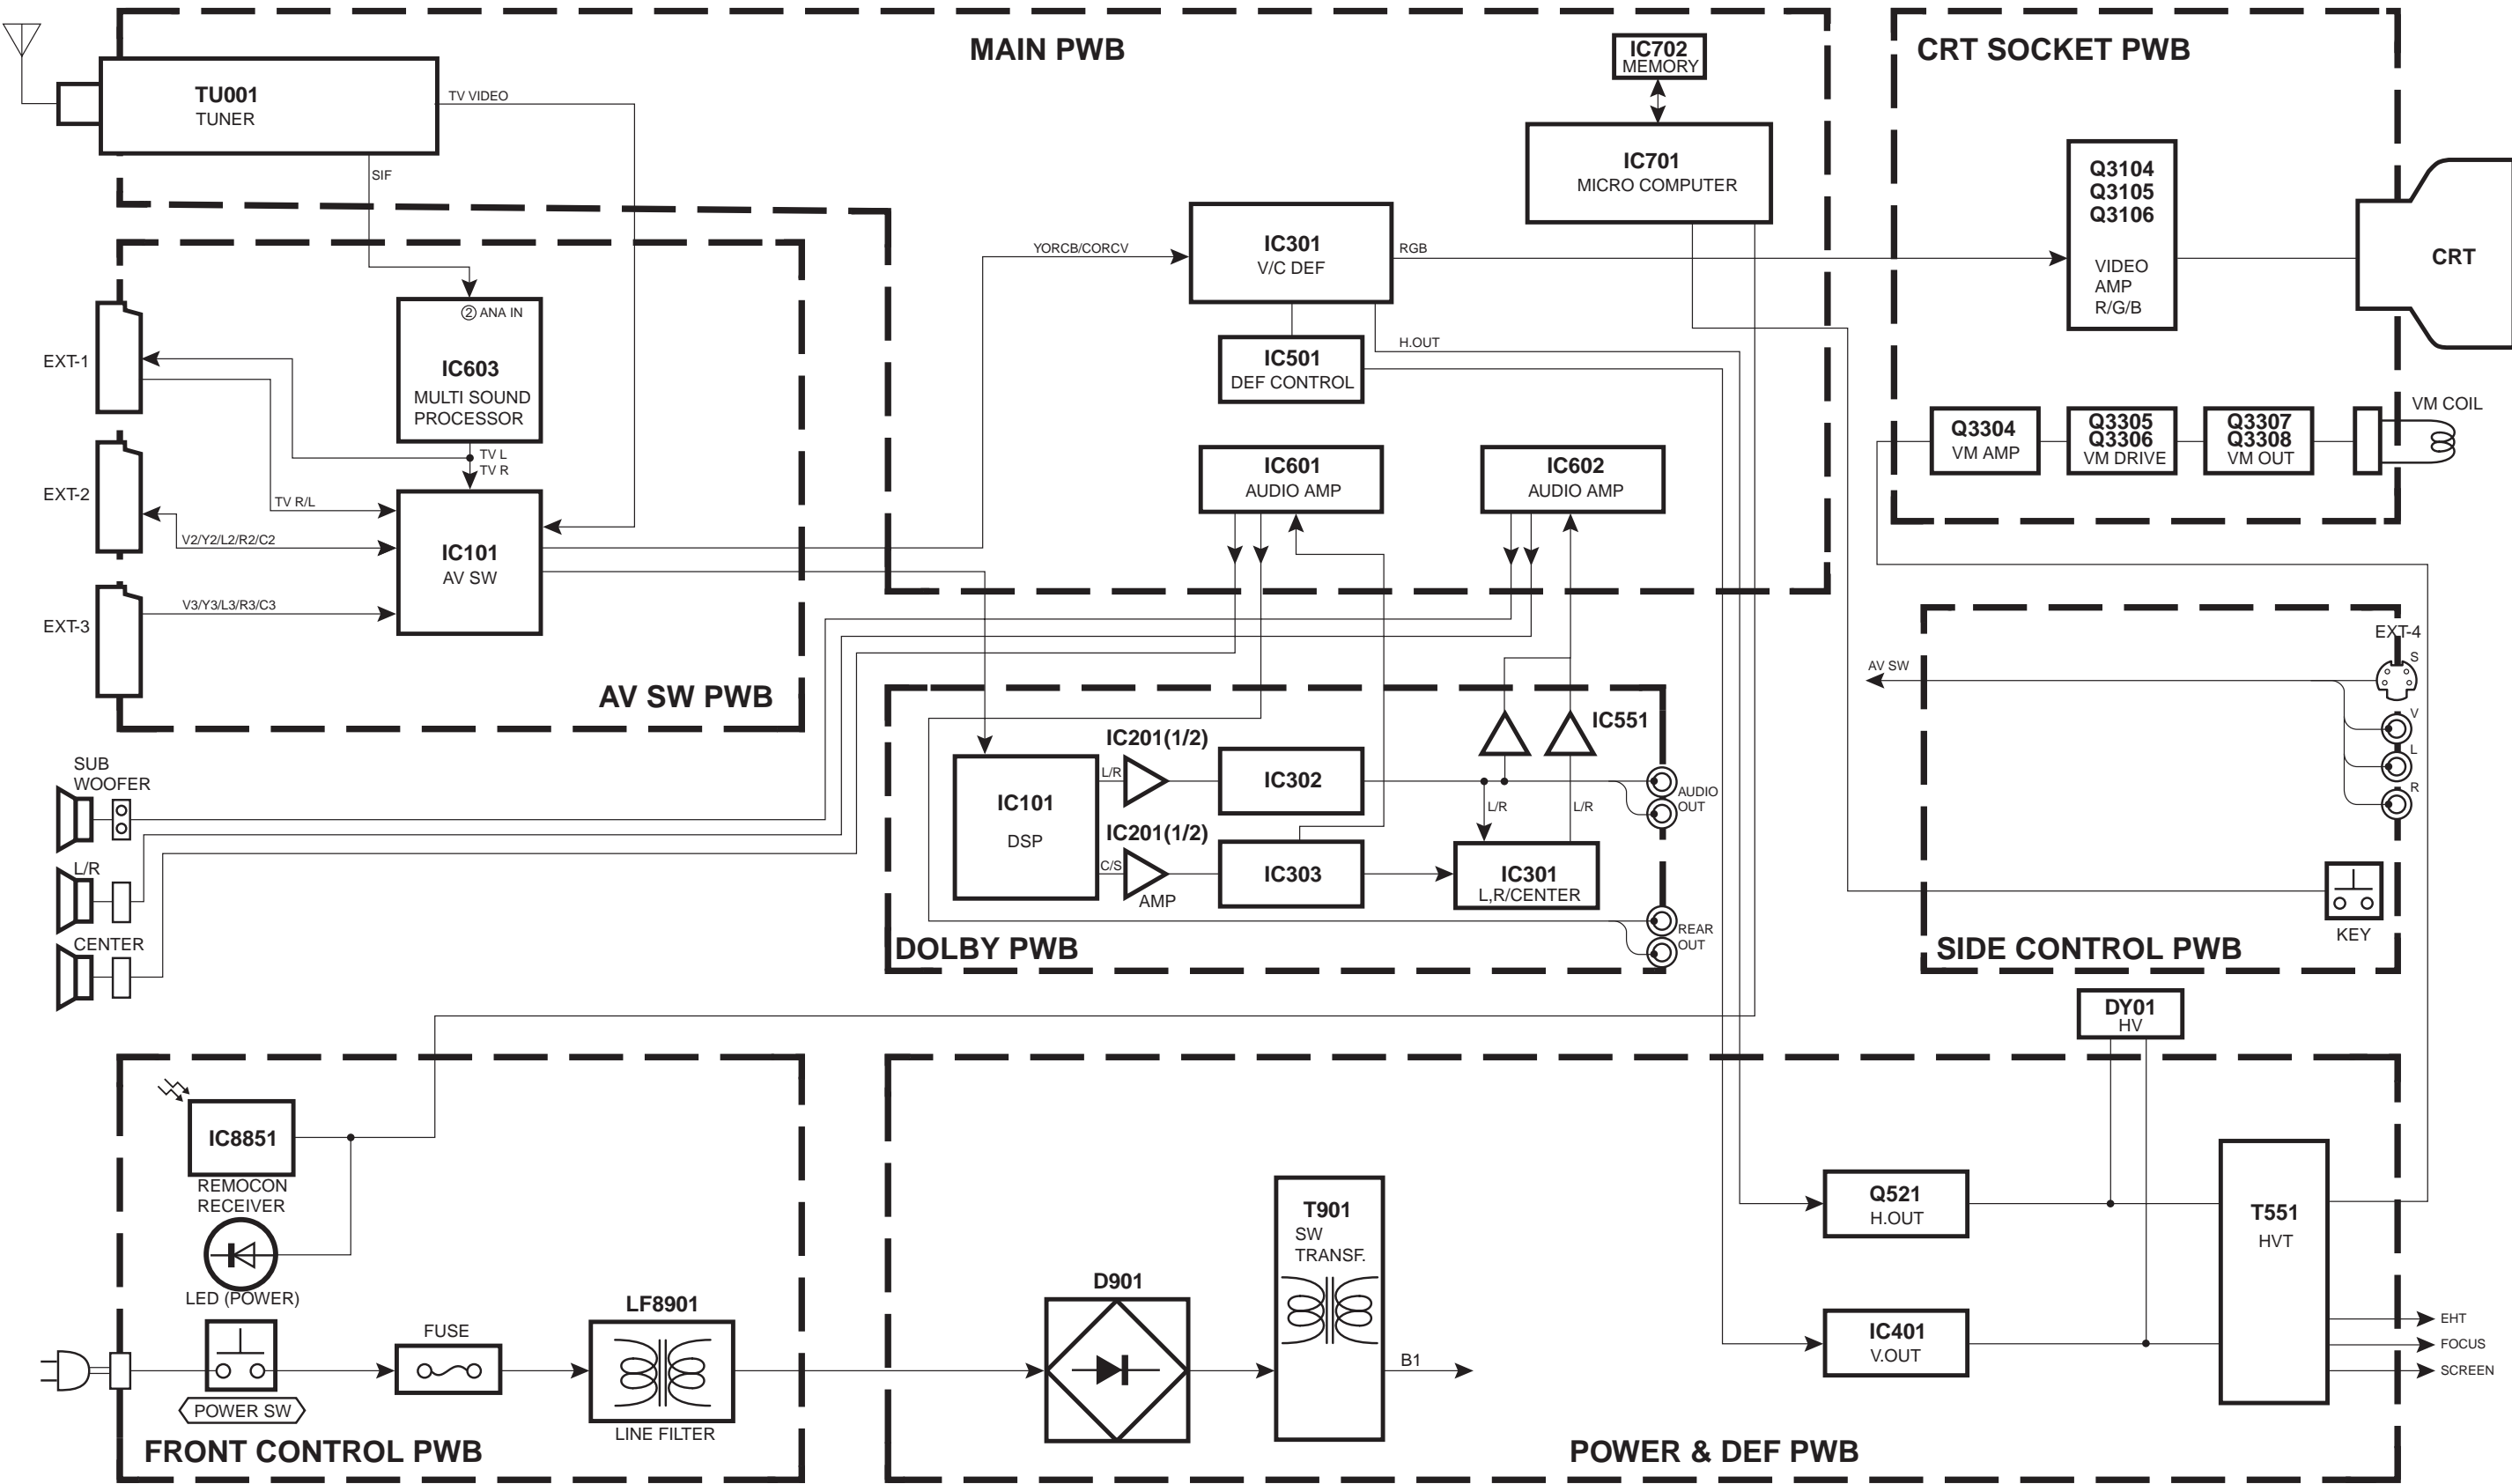 MAIN PWB
TU001
TUNER
TV VIDEO
SIF
IC702
MEMORY
IC701
MICRO COMPUTER
CRT SOCKET PWB
Q3104
Q3105
Q3106
VIDEO
AMP
R/G/B
CRT
YORCB/CORCV
IC301
V/C DEF
RGB
H.OUT
IC501
DEF CONTROL
② ANA IN
IC603
MULTI SOUND
PROCESSOR
TV L
TV R
EXT-1
EXT-2
EXT-3
TV R/L
V2/Y2/L2/R2/C2
V3/Y3/L3/R3/C3
IC101
AV SW
AV SW PWB
IC601
AUDIO AMP
IC602
AUDIO AMP
Q3304
VM AMP
Q3305
Q3306
VM DRIVE
Q3307
Q3308
VM OUT
VM COIL
EXT-4
S
V
L
R
AV SW
KEY
SIDE CONTROL PWB
SUB
WOOFER
L/R
CENTER
IC101
DSP
IC201(1/2)
L/R
IC201(1/2)
C/S
AMP
IC302
IC303
IC551
L/R
L/R
IC301
L,R/CENTER
AUDIO
OUT
REAR
OUT
DOLBY PWB
DY01
HV
IC8851
REMOCON
RECEIVER
LED (POWER)
POWER SW
FUSE
LF8901
LINE FILTER
FRONT CONTROL PWB
D901
T901
SW
TRANSF.
B1
Q521
H.OUT
IC401
V.OUT
T551
HVT
EHT
FOCUS
SCREEN
POWER & DEF PWB